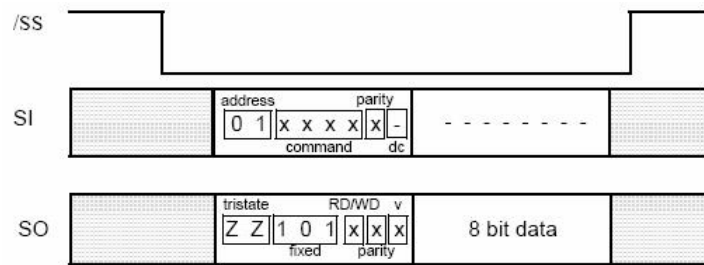 /SS
address parity
SI 0 1 x x x x x - - - - - - - - -
command dc
tristate RD/WD v
SO Z Z 1 0 1 x x x 8 bit data
fixed parity